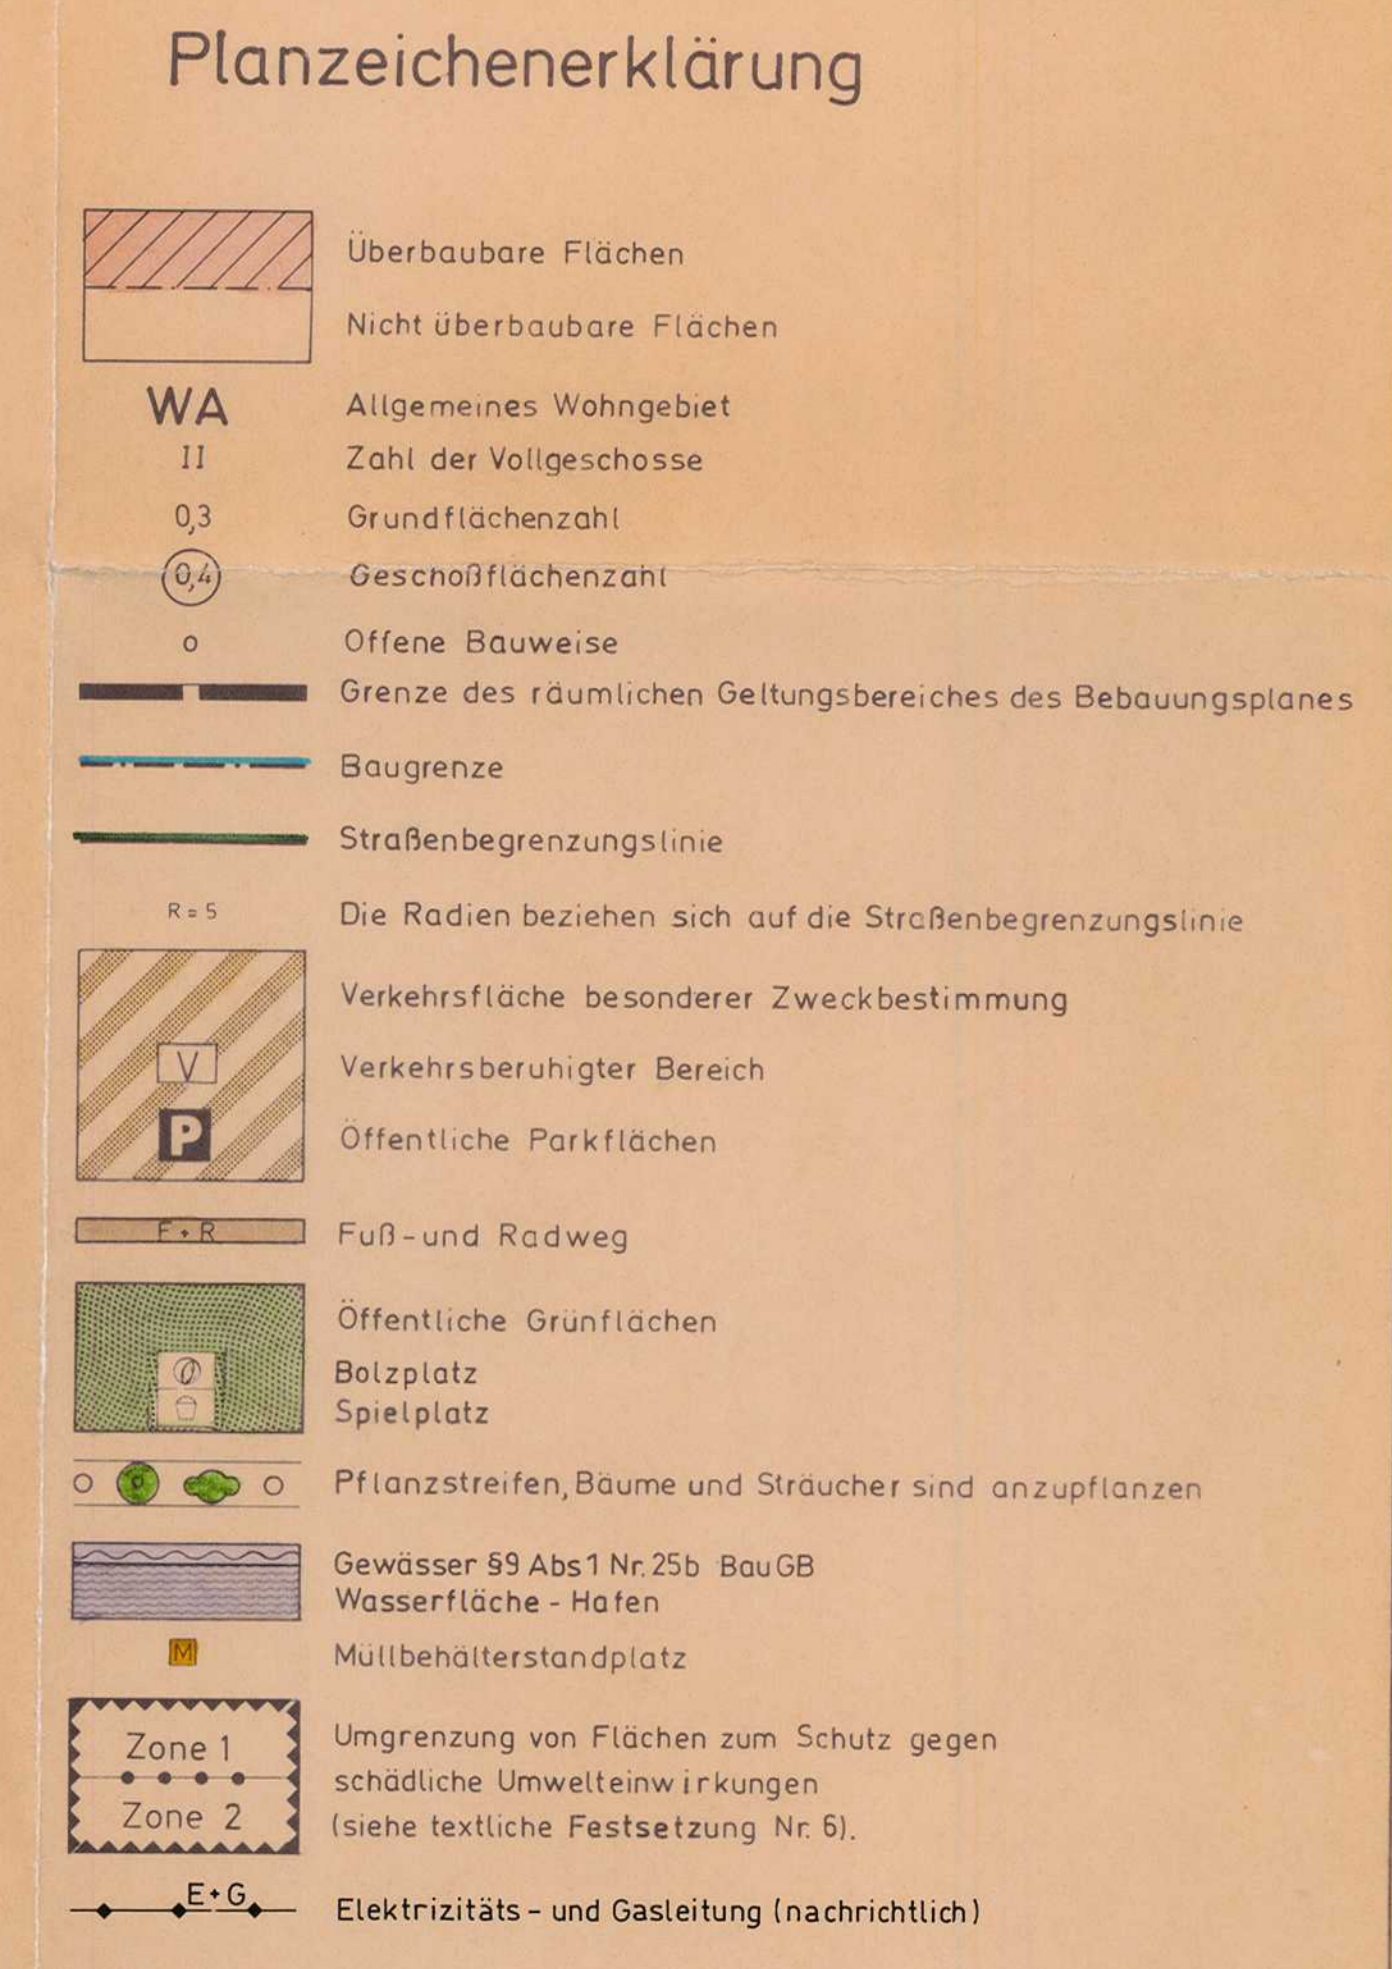 Planzeichenerklärung
Überbaubare Flächen
Nicht überbaubare Flächen
WA Allgemeines Wohngebiet
II Zahl der Vollgeschosse
0,3 Grundflächenzahl
0,4 Geschoßflächenzahl
o Offene Bauweise
Grenze des räumlichen Geltungsbereiches des Bebauungsplanes
Baugrenze
Straßenbegrenzungslinie
R = 5 Die Radien beziehen sich auf die Straßenbegrenzungslinie
Verkehrsfläche besonderer Zweckbestimmung
V Verkehrsberuhigter Bereich
P Öffentliche Parkflächen
F + R Fuß-und Radweg
Öffentliche Grünflächen
Bolzplatz
Spielplatz
Pflanzstreifen, Bäume und Sträucher sind anzupflanzen
Gewässer §9 Abs1 Nr. 25b BauGB
Wasserfläche - Hafen
M Müllbehälterstandplatz
Zone 1 Umgrenzung von Flächen zum Schutz gegen
schädliche Umwelteinwirkungen
Zone 2 (siehe textliche Festsetzung Nr. 6).
E+G Elektrizitäts- und Gasleitung (nachrichtlich)